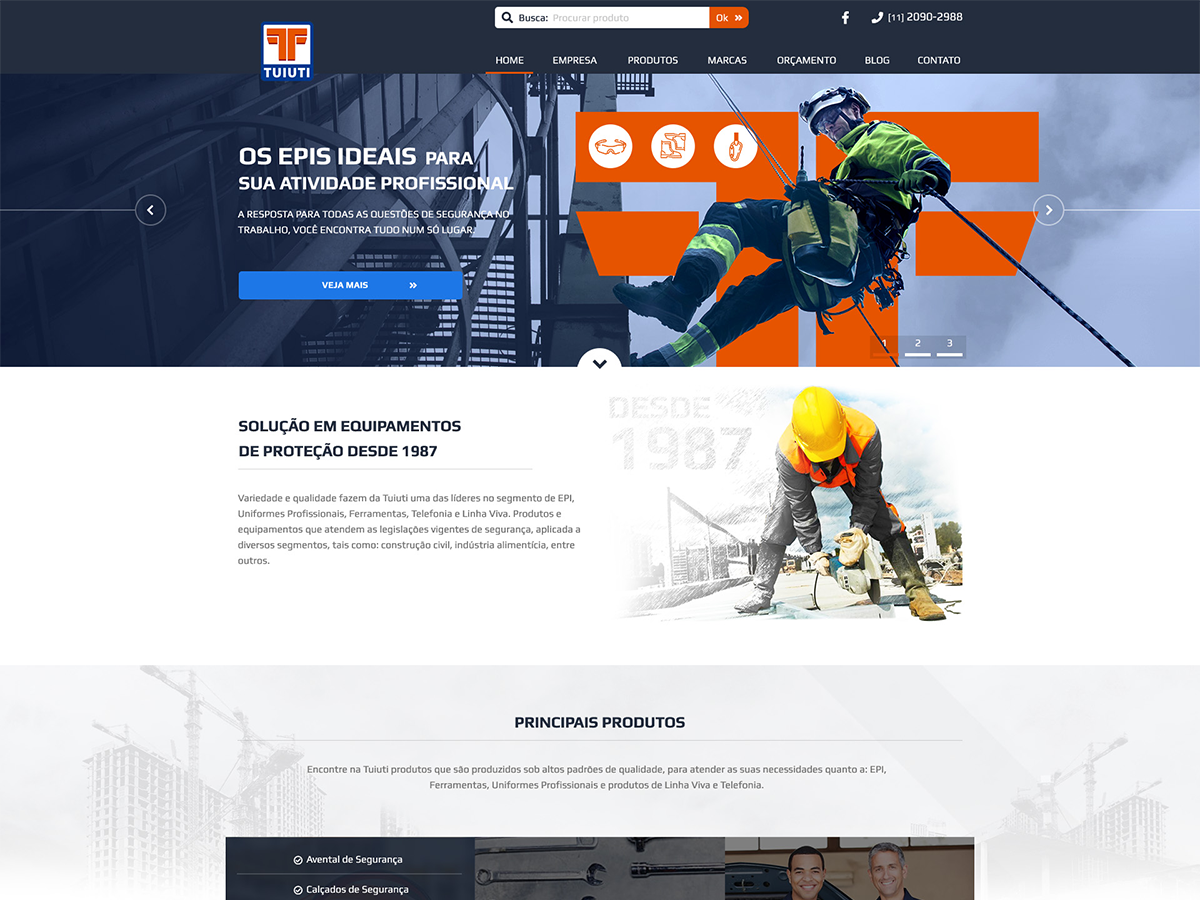 Busca: Procurar produto Ok »
[11] 2090-2988
TUIUTI
HOME EMPRESA PRODUTOS MARCAS ORÇAMENTO BLOG CONTATO
OS EPIS IDEAIS PARA
SUA ATIVIDADE PROFISSIONAL
A RESPOSTA PARA TODAS AS QUESTÕES DE SEGURANÇA NO
TRABALHO, VOCÊ ENCONTRA TUDO NUM SÓ LUGAR.
VEJA MAIS »
1 2 3
SOLUÇÃO EM EQUIPAMENTOS
DE PROTEÇÃO DESDE 1987
Variedade e qualidade fazem da Tuiuti uma das líderes no segmento de EPI,
Uniformes Profissionais, Ferramentas, Telefonia e Linha Viva. Produtos e
equipamentos que atendem as legislações vigentes de segurança, aplicada a
diversos segmentos, tais como: construção civil, indústria alimentícia, entre
outros.
DESDE
1987
PRINCIPAIS PRODUTOS
Encontre na Tuiuti produtos que são produzidos sob altos padrões de qualidade, para atender as suas necessidades quanto a: EPI,
Ferramentas, Uniformes Profissionais e produtos de Linha Viva e Telefonia.
Avental de Segurança
Calçados de Segurança